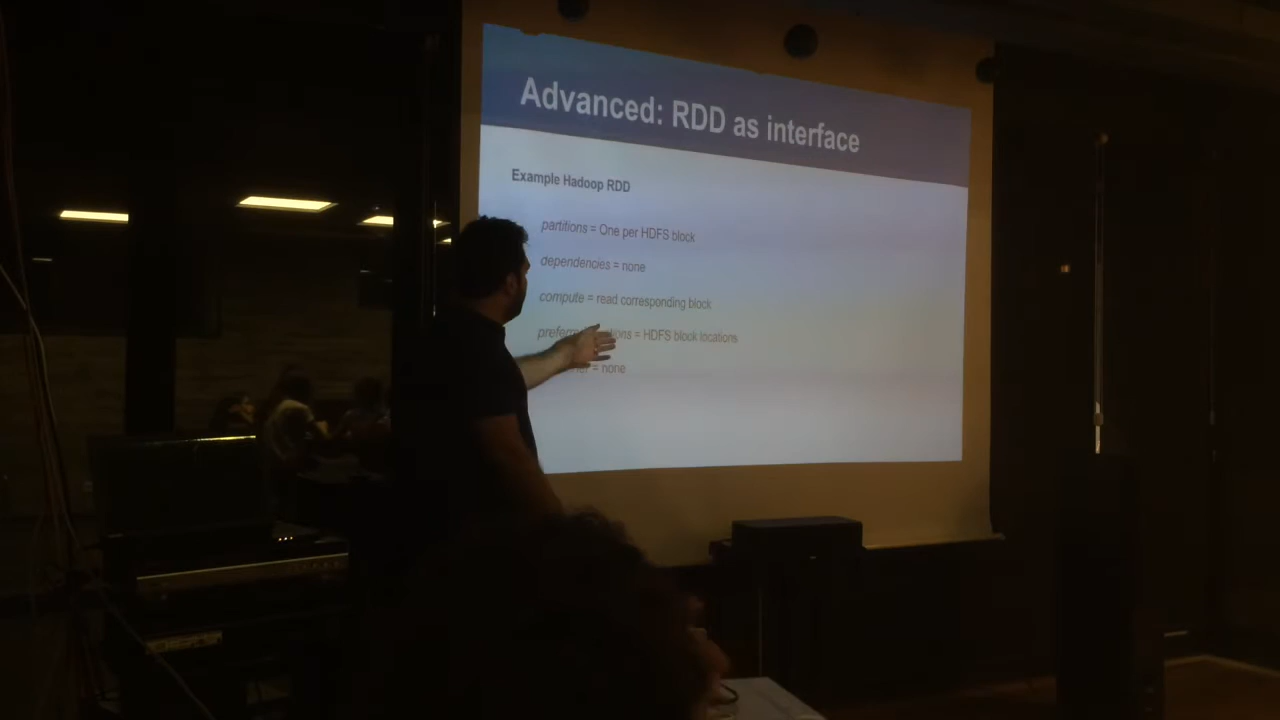 Advanced: RDD as interface
Example Hadoop RDD
partitions = One per HDFS block
dependencies = none
compute = read corresponding block
= HDFS block locations
= none